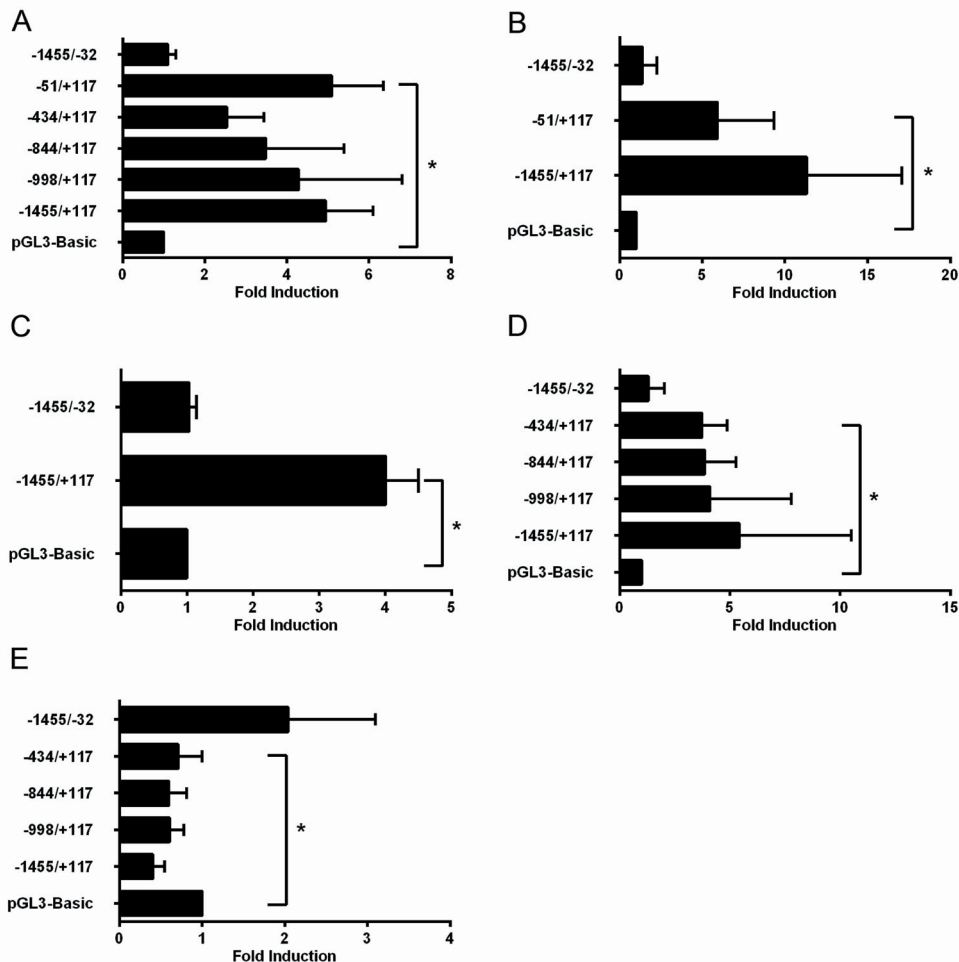 A
-1455/-32
-51/+117
-434/+117
-844/+117
-998/+117
-1455/+117
pGL3-Basic
*
0 2 4 6 8
Fold Induction
B
-1455/-32
-51/+117
-1455/+117
pGL3-Basic
*
0 5 10 15 20
Fold Induction
C
-1455/-32
-1455/+117
pGL3-Basic
*
0 1 2 3 4 5
Fold Induction
D
-1455/-32
-434/+117
-844/+117
-998/+117
-1455/+117
pGL3-Basic
*
0 5 10 15
Fold Induction
E
-1455/-32
-434/+117
-844/+117
-998/+117
-1455/+117
pGL3-Basic
*
0 1 2 3 4
Fold Induction